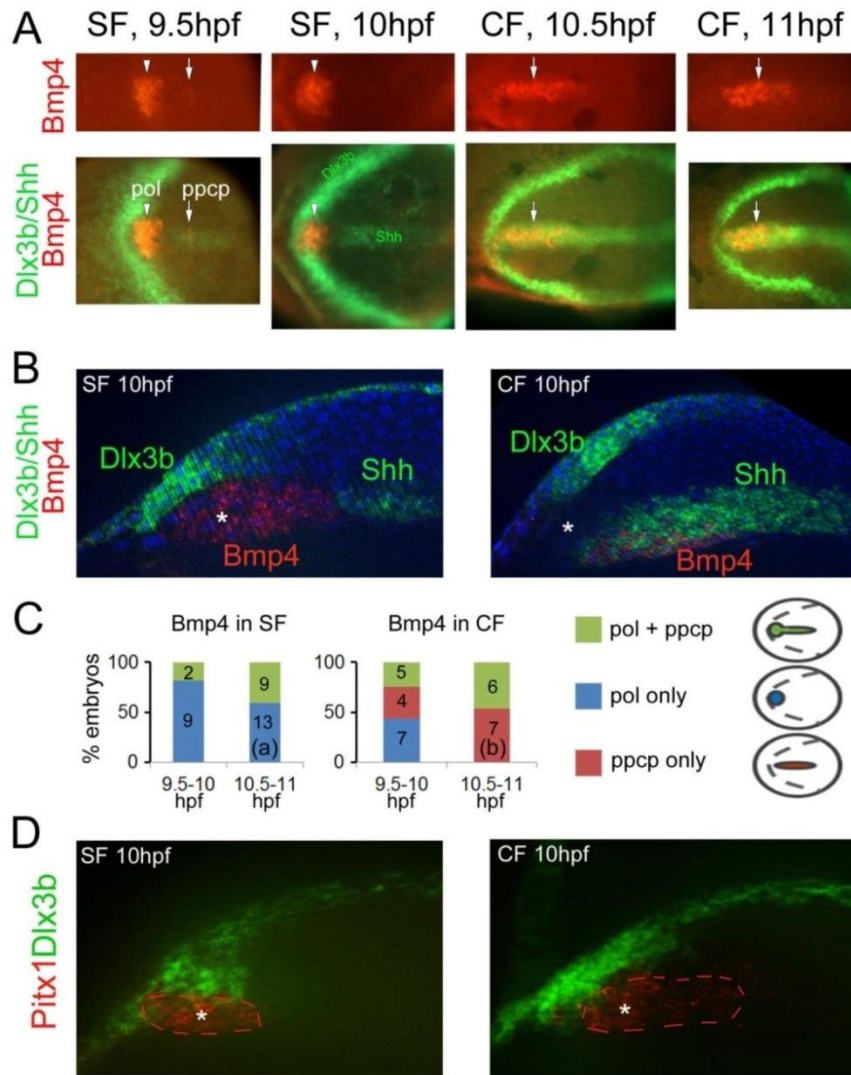 A
SF, 9.5hpf
SF, 10hpf
CF, 10.5hpf
CF, 11hpf
Bmp4
Dlx3b/Shh
Bmp4
pol
ppcp
Dlx3b
Shh
B
Dlx3b/Shh
Bmp4
SF 10hpf
Dlx3b
Shh
*
Bmp4
CF 10hpf
Dlx3b
Shh
*
Bmp4
C
Bmp4 in SF
% embryos
100
50
0
2
9
9
13
(a)
9.5-10
hpf
10.5-11
hpf
Bmp4 in CF
100
50
0
5
4
7
6
7
(b)
9.5-10
hpf
10.5-11
hpf
pol + ppcp
pol only
ppcp only
D
Pitx1Dlx3b
SF 10hpf
*
CF 10hpf
*